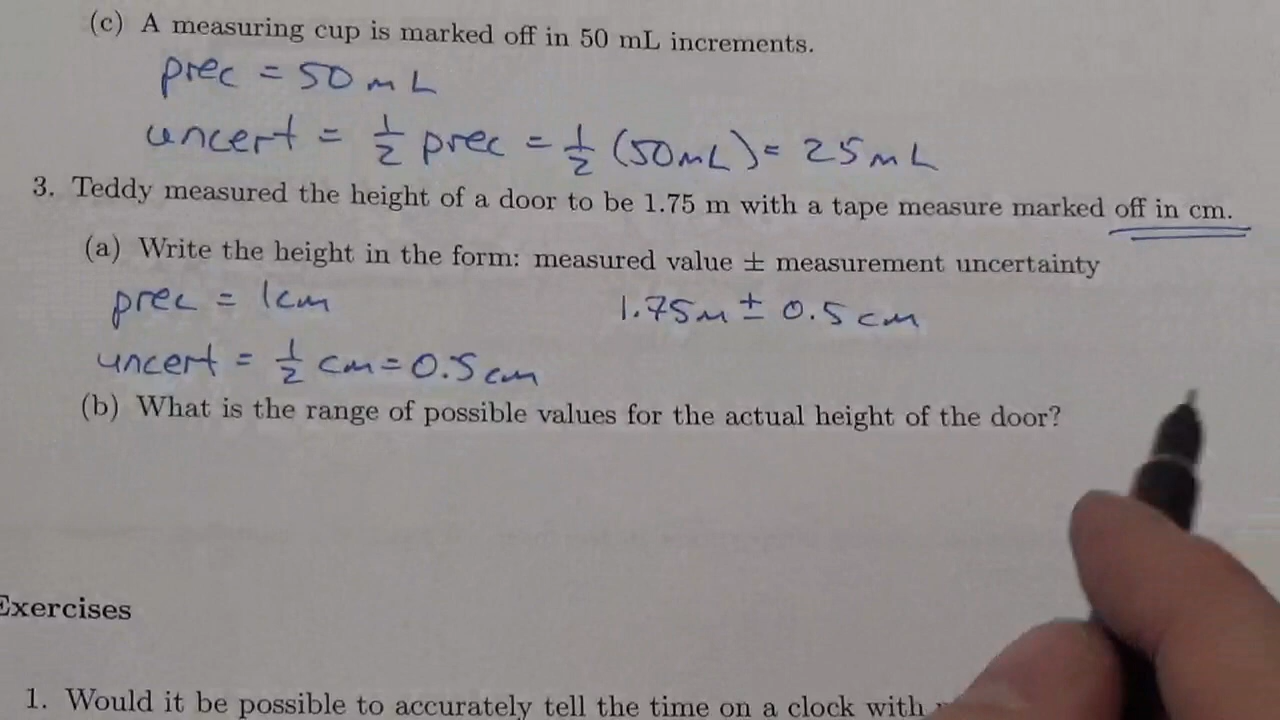 (c) A measuring cup is marked off in 50 mL increments.
prec = 50 mL
uncert = 1/2 prec = 1/2 (50mL) = 25 mL
3. Teddy measured the height of a door to be 1.75 m with a tape measure marked off in cm.
(a) Write the height in the form: measured value ± measurement uncertainty
prec = 1cm 1.75m ± 0.5 cm
uncert = 1/2 cm = 0.5 cm
(b) What is the range of possible values for the actual height of the door?
Exercises
1. Would it be possible to accurately tell the time on a clock with